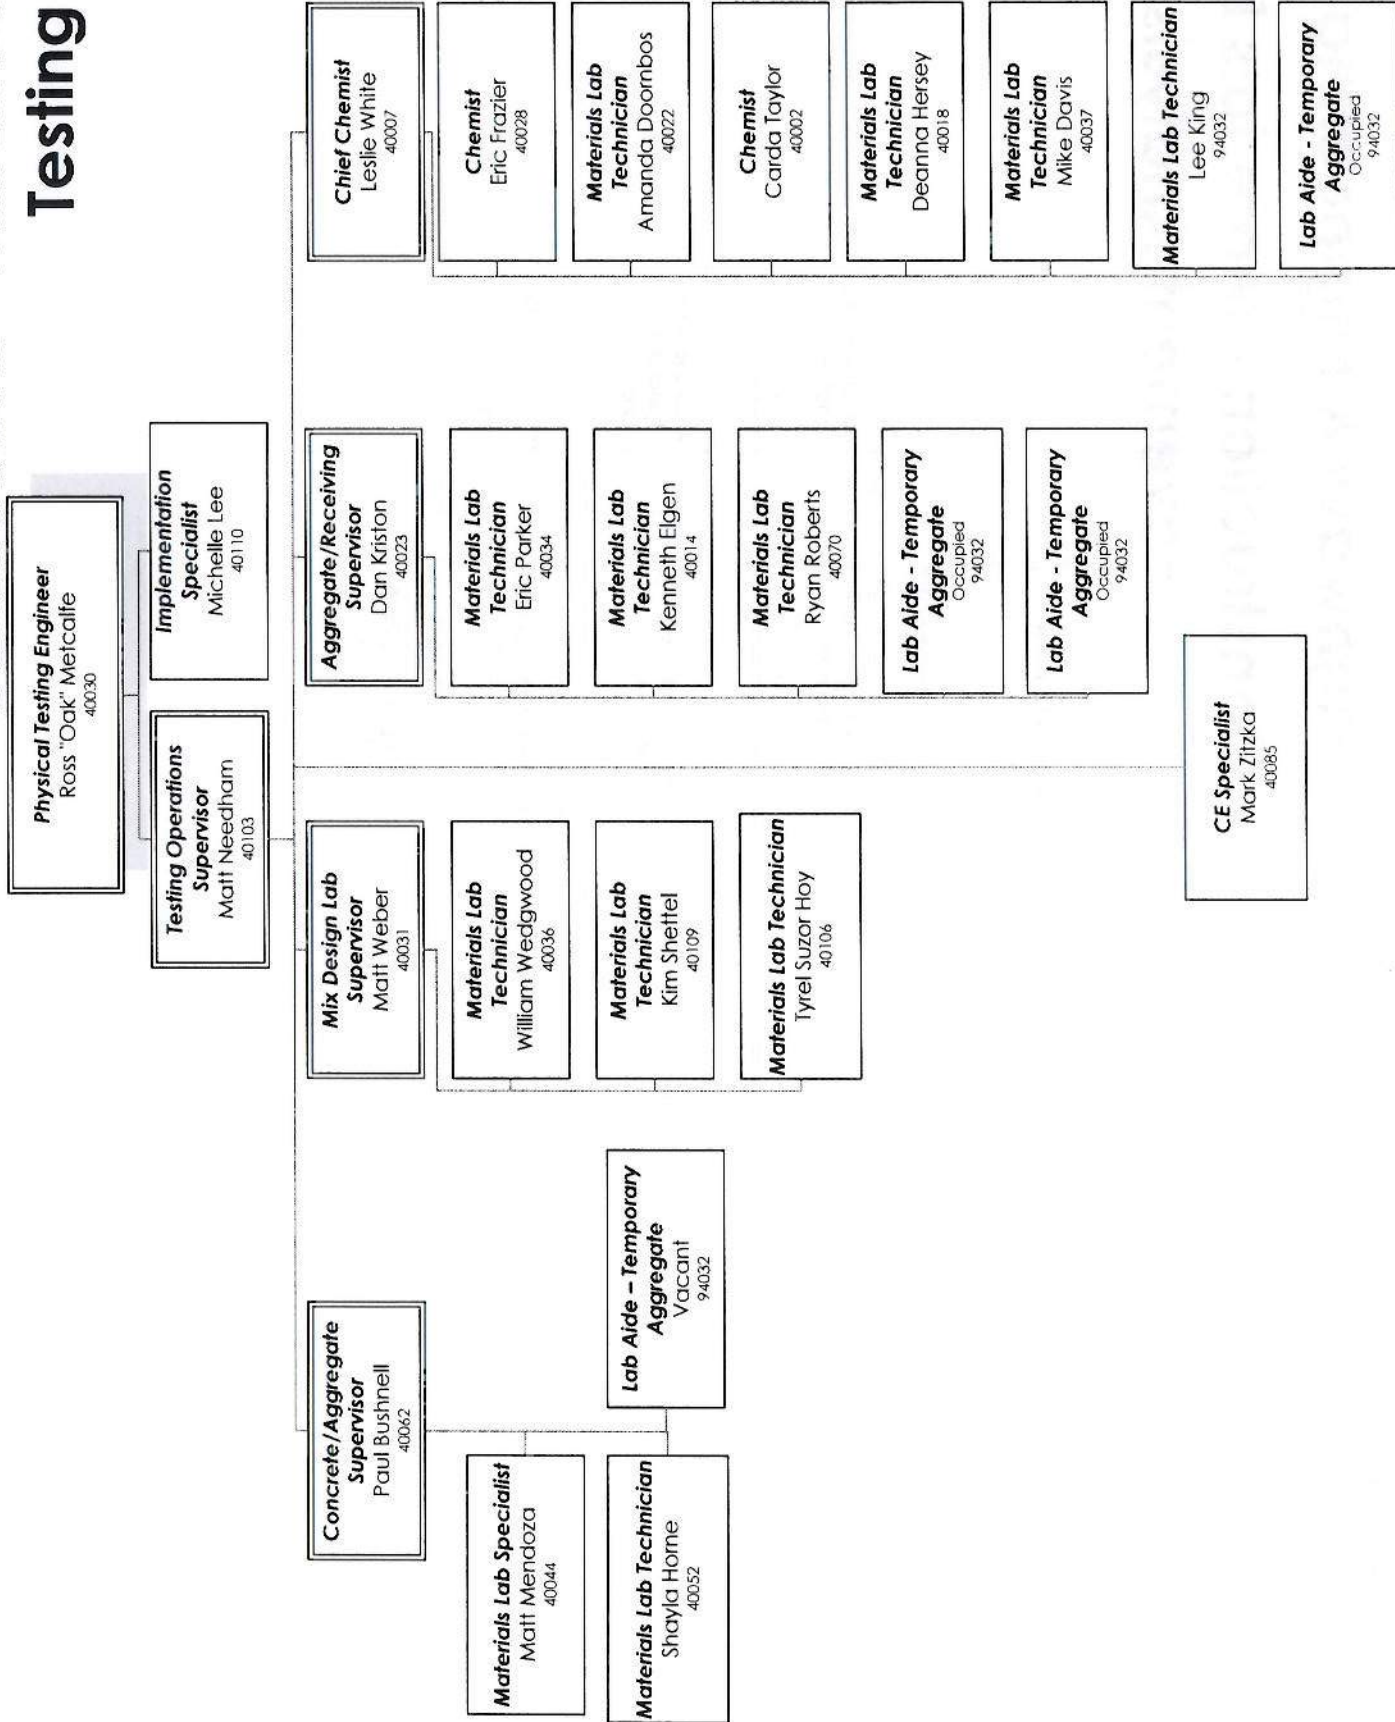 Testing
Physical Testing Engineer
Ross "Oak" Metcalfe
40030
Testing Operations
Supervisor
Matt Needham
40103
Implementation
Specialist
Michelle Lee
40110
Concrete/Aggregate
Supervisor
Paul Bushnell
40062
Materials Lab Specialist
Matt Mendoza
40044
Materials Lab Technician
Shayla Horne
40052
Lab Aide – Temporary
Aggregate
Vacant
94032
Mix Design Lab
Supervisor
Matt Weber
40031
Materials Lab
Technician
William Wedgwood
40036
Materials Lab
Technician
Kim Shettel
40109
Materials Lab Technician
Tyrel Suzor Hoy
40106
CE Specialist
Mark Zitzka
40085
Aggregate/Receiving
Supervisor
Dan Kriston
40023
Materials Lab
Technician
Eric Parker
40034
Materials Lab
Technician
Kenneth Elgen
40014
Materials Lab
Technician
Ryan Roberts
40070
Lab Aide - Temporary
Aggregate
Occupied
94032
Lab Aide - Temporary
Aggregate
Occupied
94032
Chief Chemist
Leslie White
40007
Chemist
Eric Frazier
40028
Materials Lab
Technician
Amanda Doornbos
40022
Chemist
Carda Taylor
40002
Materials Lab
Technician
Deanna Hersey
40018
Materials Lab
Technician
Mike Davis
40037
Materials Lab Technician
Lee King
94032
Lab Aide - Temporary
Aggregate
Occupied
94032